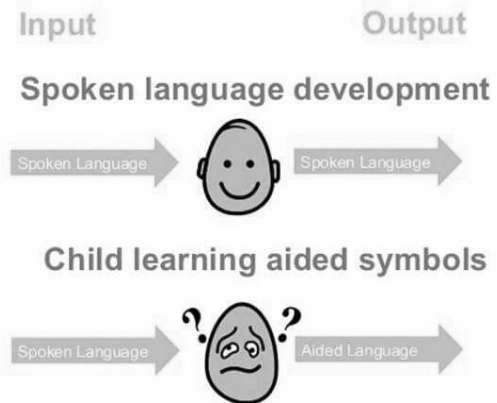 Input
Output
Spoken language development
Spoken Language
Spoken Language
Child learning aided symbols
? ?
Spoken Language
Aided Language